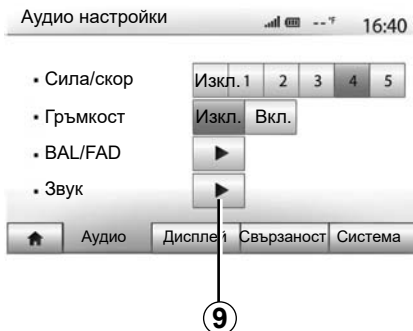 Аудио настройки --°F 16:40
• Сила/скор Изкл. 1 2 3 4 5
• Гръмкост Изкл. Вкл.
• BAL/FAD
• Звук
Аудио Дисплей Свързаност Система
9